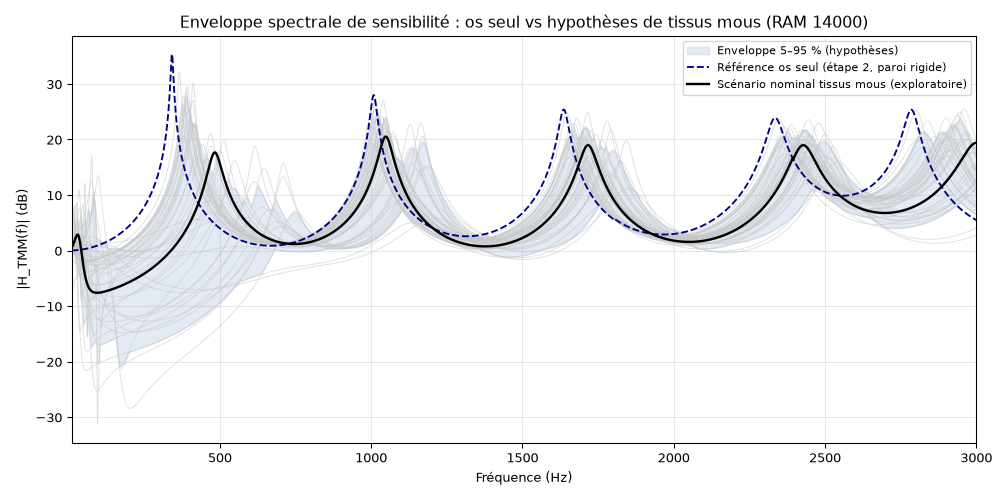 Enveloppe spectrale de sensibilité : os seul vs hypothèses de tissus mous (RAM 14000)
Enveloppe 5–95 % (hypothèses)
Référence os seul (étape 2, paroi rigide)
Scénario nominal tissus mous (exploratoire)
|H_TMM(f)| (dB)
30
20
10
0
−10
−20
−30
500
1000
1500
2000
2500
3000
Fréquence (Hz)